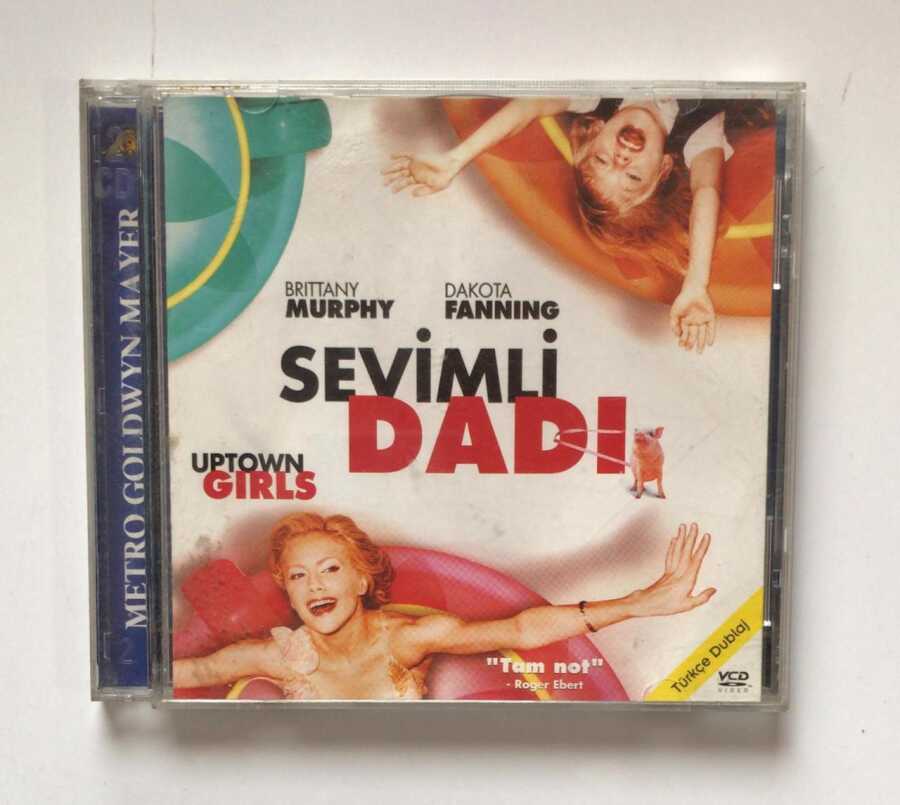 2
CD
METRO GOLDWYN MAYER
BRITTANY
MURPHY
DAKOTA
FANNING
SEVİMLİ
DADI
UPTOWN
GIRLS
"Tam not"
- Roger Ebert
Türkçe Dublaj
VCD
VIDEO